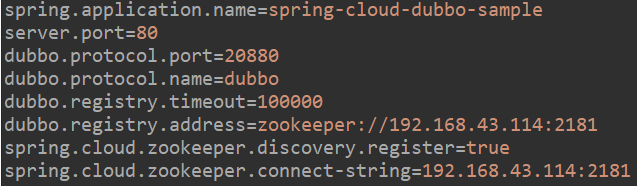 spring.application.name=spring-cloud-dubbo-sample
server.port=80
dubbo.protocol.port=20880
dubbo.protocol.name=dubbo
dubbo.registry.timeout=100000
dubbo.registry.address=zookeeper://192.168.43.114:2181
spring.cloud.zookeeper.discovery.register=true
spring.cloud.zookeeper.connect-string=192.168.43.114:2181